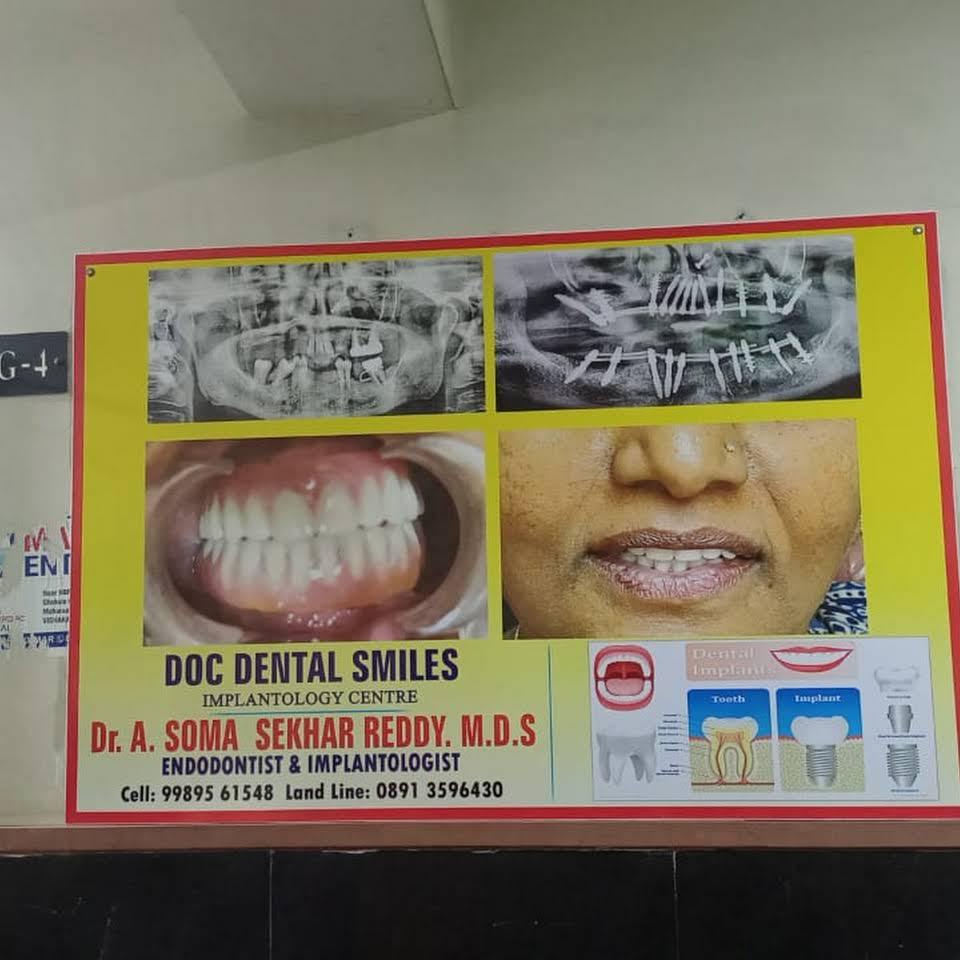 G-4
DOC DENTAL SMILES
IMPLANTOLOGY CENTRE
Dr. A. SOMA SEKHAR REDDY. M.D.S
ENDODONTIST & IMPLANTOLOGIST
Cell: 99895 61548 Land Line: 0891 3596430
Dental
Implants
Tooth
Implant